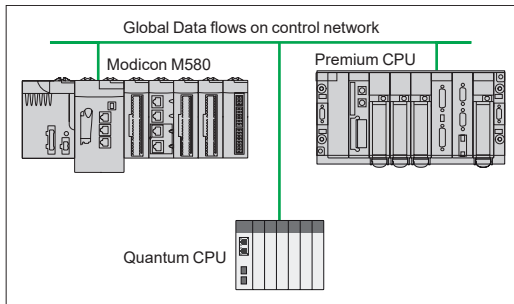 Global Data flows on control network
Modicon M580
Premium CPU
Quantum CPU